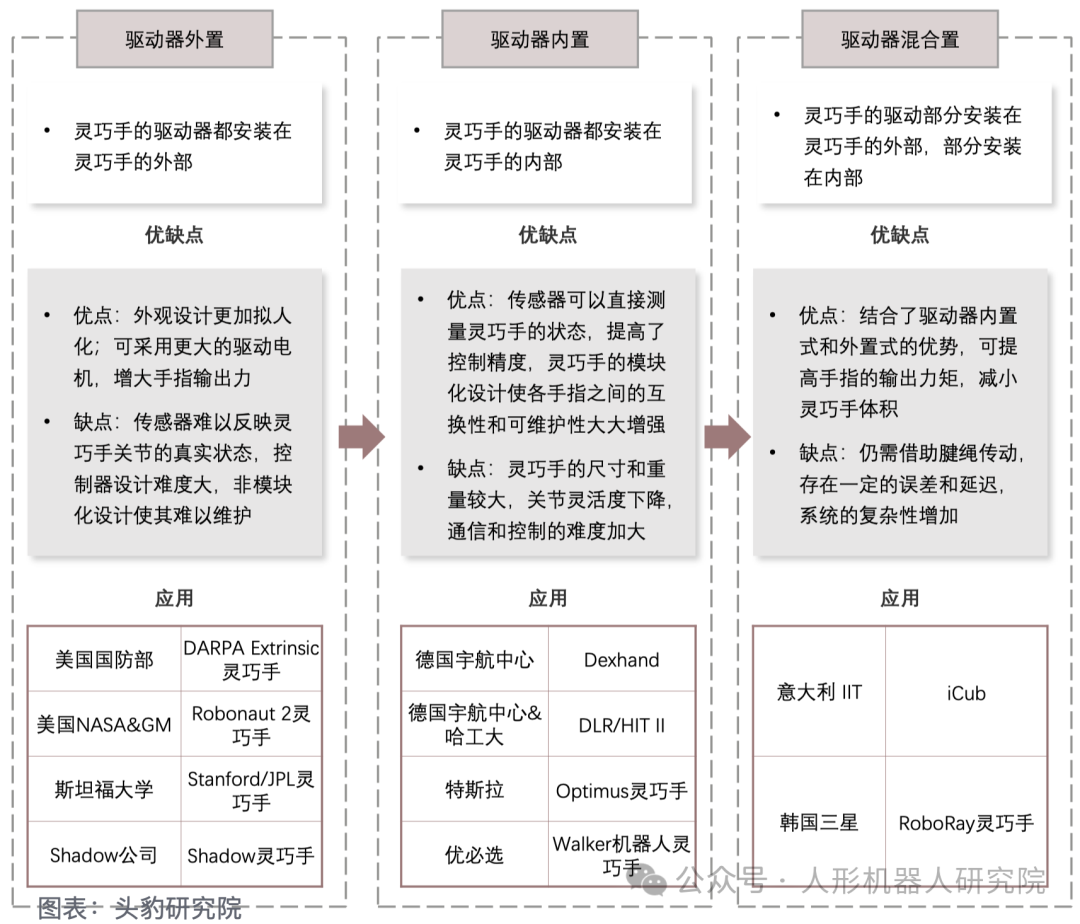 驱动器外置
• 灵巧手的驱动器都安装在
灵巧手的外部
优缺点
• 优点：外观设计更加拟人
化；可采用更大的驱动电
机，增大手指输出力
• 缺点：传感器难以反映灵
巧手关节的真实状态，控
制器设计难度大，非模块
化设计使其难以维护
应用
美国国防部
DARPA Extrinsic
灵巧手
美国NASA&GM
Robonaut 2灵
巧手
斯坦福大学
Stanford/JPL灵
巧手
Shadow公司
Shadow灵巧手
驱动器内置
• 灵巧手的驱动器都安装在
灵巧手的内部
优缺点
• 优点：传感器可以直接测
量灵巧手的状态，提高了
控制精度，灵巧手的模块
化设计使各手指之间的互
换性和可维护性大大增强
• 缺点：灵巧手的尺寸和重
量较大，关节灵活度下降，
通信和控制的难度加大
应用
德国宇航中心
Dexhand
德国宇航中心&
哈工大
DLR/HIT II
特斯拉
Optimus灵巧手
优必选
Walker机器人灵
巧手
驱动器混合置
• 灵巧手的驱动部分安装在
灵巧手的外部，部分安装
在内部
优缺点
• 优点：结合了驱动器内置
式和外置式的优势，可提
高手指的输出力矩，减小
灵巧手体积
• 缺点：仍需借助腱绳传动，
存在一定的误差和延迟，
系统的复杂性增加
应用
意大利 IIT
iCub
韩国三星
RoboRay灵巧手
公众号·人形机器人研究院
图表：头豹研究院